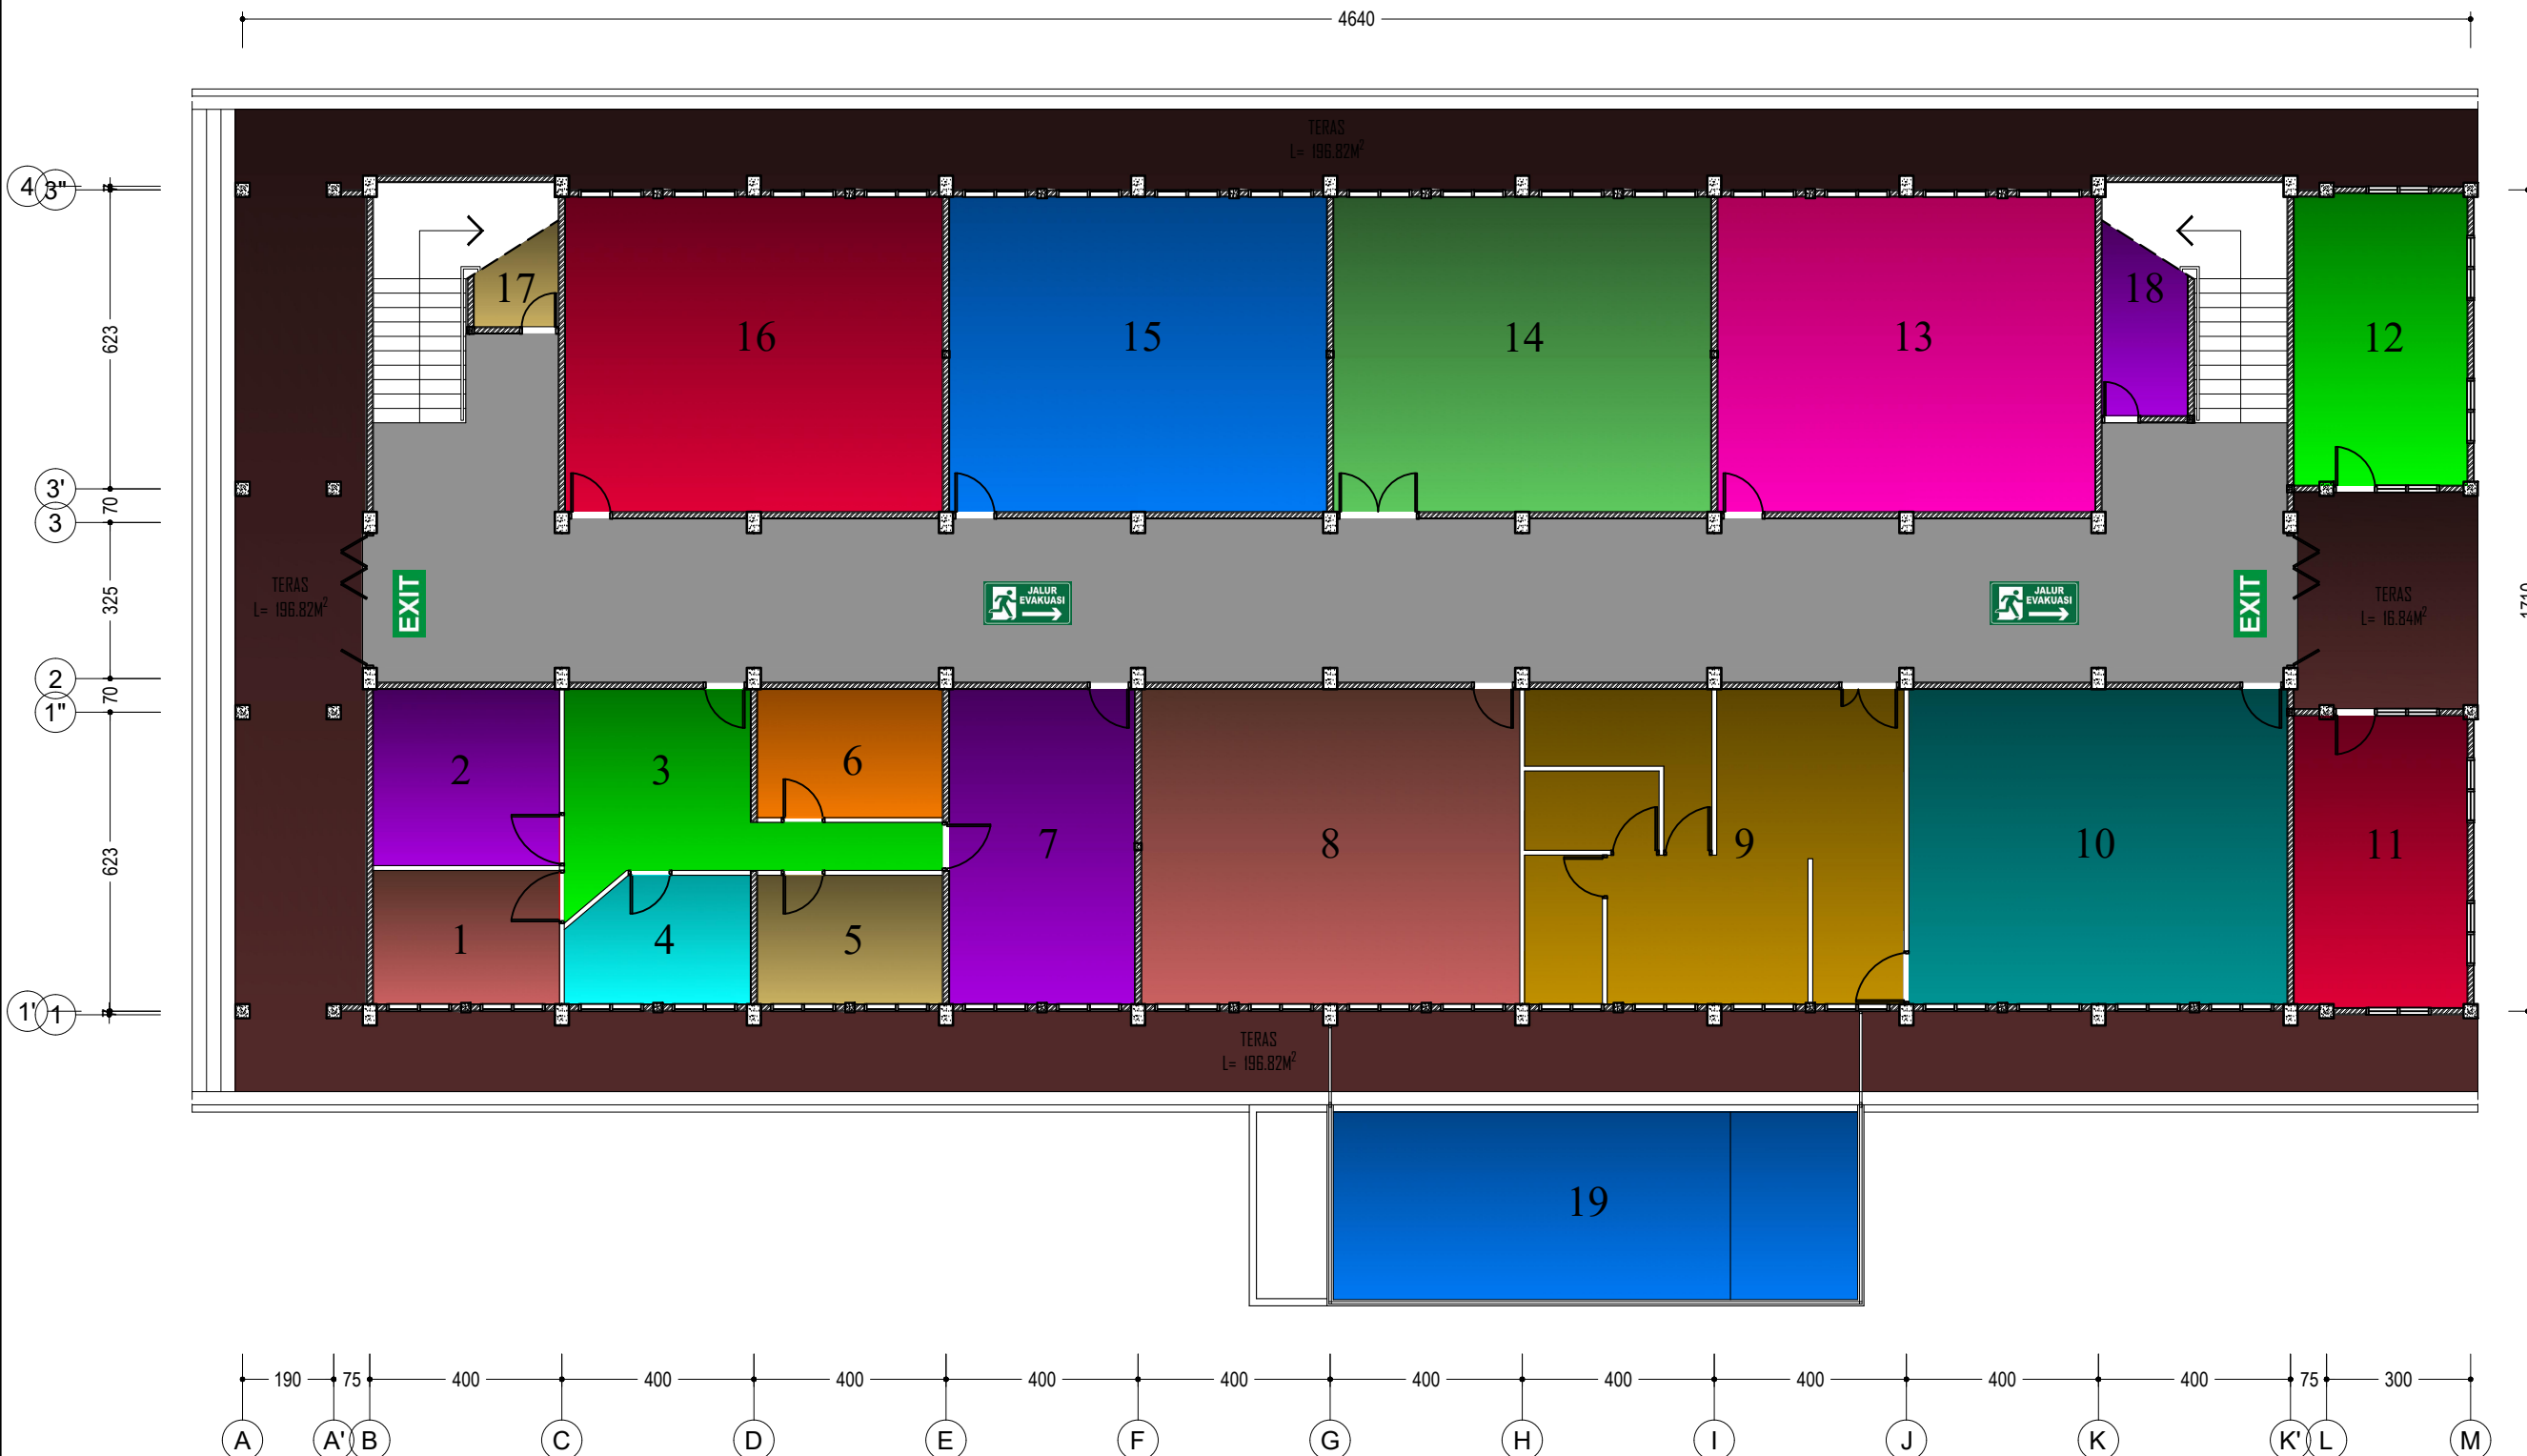 4640
TERAS
L= 196.82M²
4 3"
17
16
15
14
13
18
12
623
3'
70
3
325
TERAS
L= 196.82M²
EXIT
JALUR
EVAKUASI
JALUR
EVAKUASI
EXIT
TERAS
L= 16.84M²
1710
2
70
1"
2
3
6
7
8
9
10
11
623
1
4
5
1' 1
TERAS
L= 196.82M²
19
190 75 400 400 400 400 400 400 400 400 400 400 75 300
A A' B C D E F G H I J K K' L M